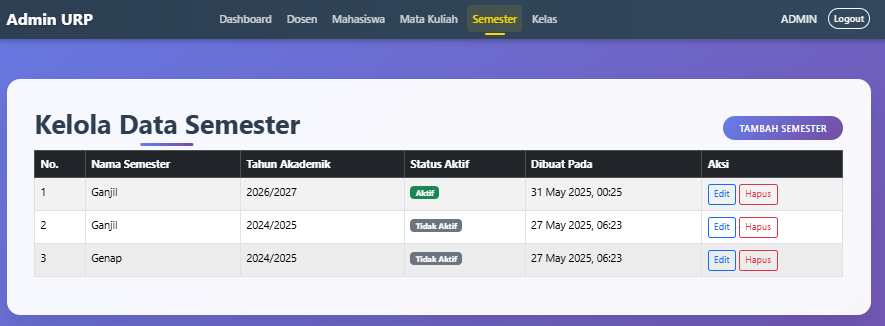 Admin URP Dashboard Dosen Mahasiswa Mata Kuliah Semester Kelas ADMIN Logout
Kelola Data Semester
TAMBAH SEMESTER
No. Nama Semester Tahun Akademik Status Aktif Dibuat Pada Aksi
1 Ganjil 2026/2027 Aktif 31 May 2025, 00:25 Edit Hapus
2 Ganjil 2024/2025 Tidak Aktif 27 May 2025, 06:23 Edit Hapus
3 Genap 2024/2025 Tidak Aktif 27 May 2025, 06:23 Edit Hapus